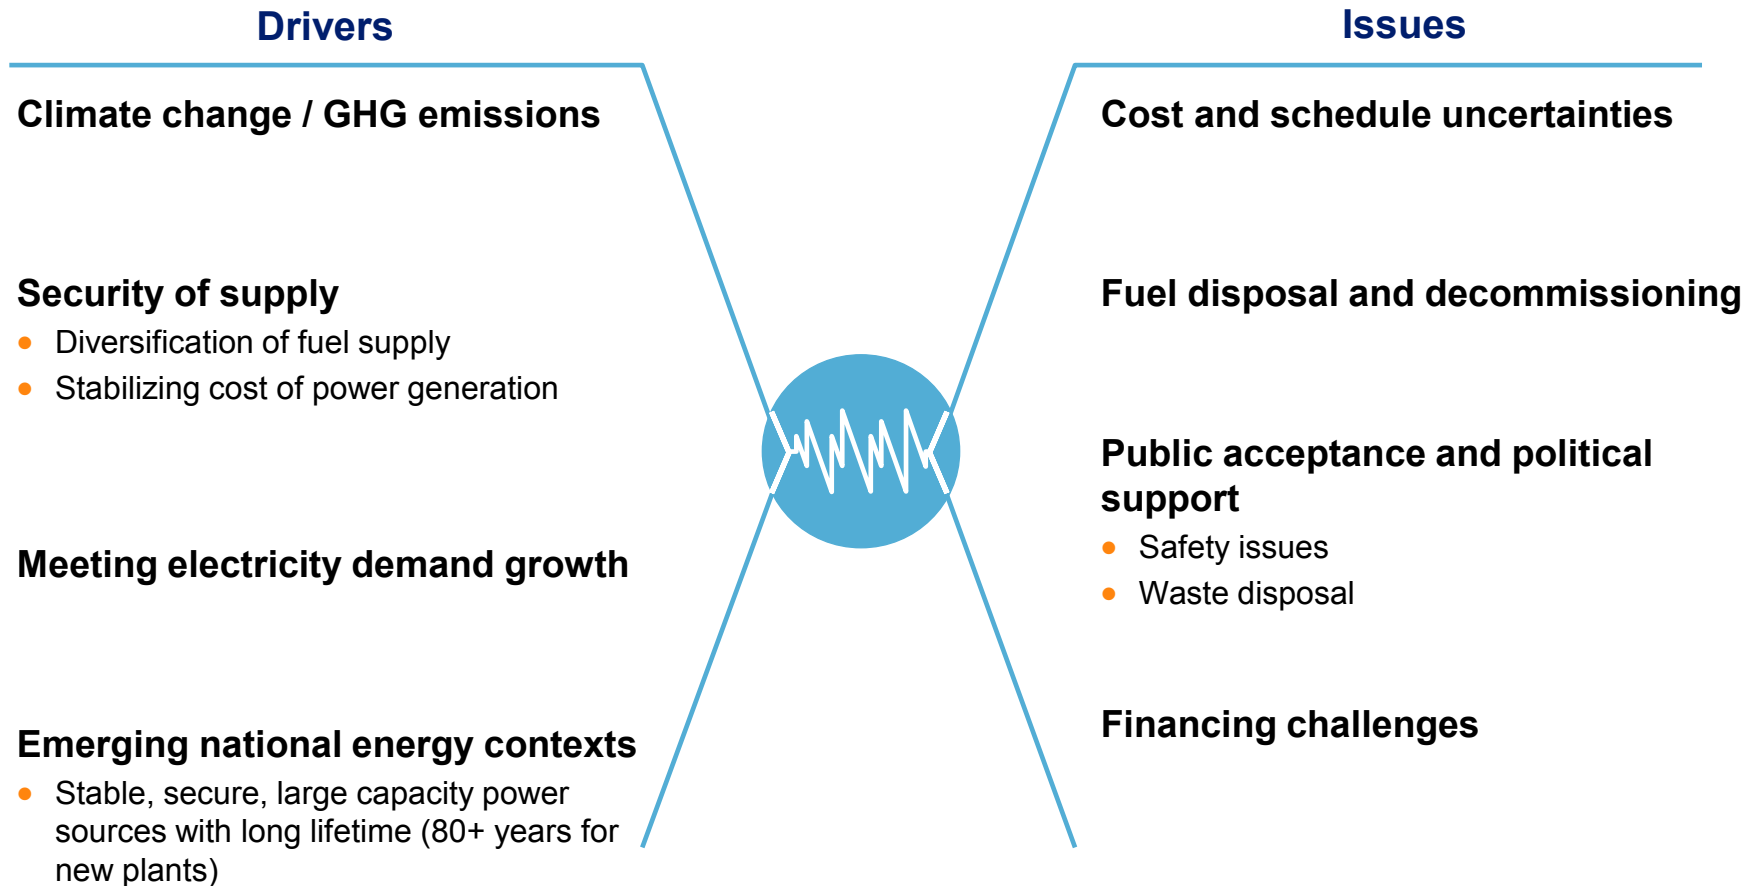 Drivers
Climate change / GHG emissions
Security of supply
Diversification of fuel supply
Stabilizing cost of power generation
Meeting electricity demand growth
Emerging national energy contexts
Stable, secure, large capacity power
sources with long lifetime (80+ years for
new plants)
Issues
Cost and schedule uncertainties
Fuel disposal and decommissioning
Public acceptance and political
support
Safety issues
Waste disposal
Financing challenges